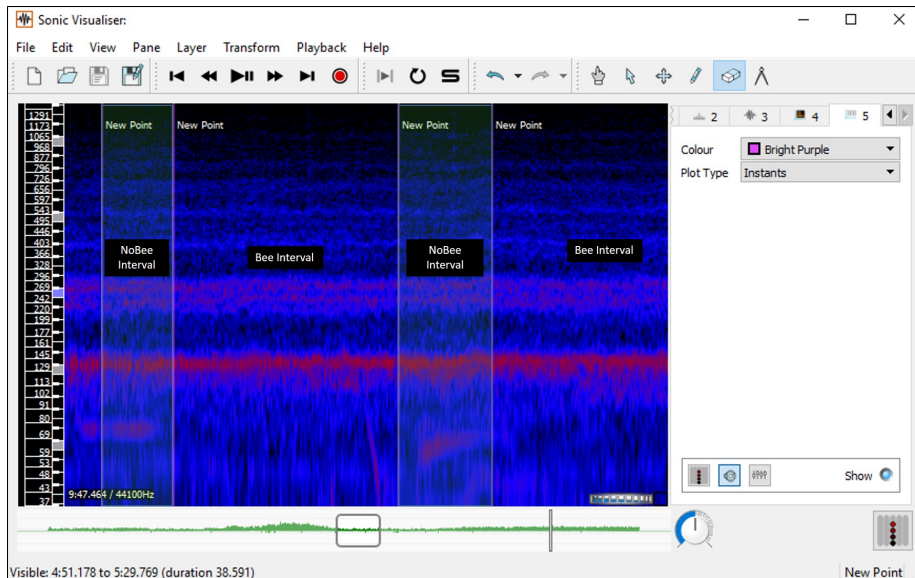 Sonic Visualiser:
File Edit View Pane Layer Transform Playback Help
2 3 4 5
Colour Bright Purple
Plot Type Instants
1291
1173
1065
968
877
796
726
656
597
543
495
446
403
366
328
296
269
242
220
199
177
161
145
129
113
102
91
80
69
59
53
48
43
37
New Point New Point New Point New Point
NoBee
Interval
Bee Interval
NoBee
Interval
Bee Interval
9:47.464 / 44100Hz
Show
Visible: 4:51.178 to 5:29.769 (duration 38.591)
New Point